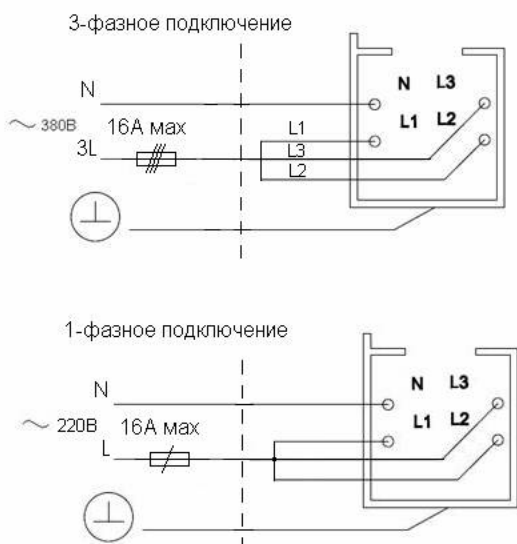 3-фазное подключение
N
N L3
~ 380В
16А мах
L1
L1 L2
3L
L3
L2
1-фазное подключение
N
N L3
~ 220В
16А мах
L1 L2
L